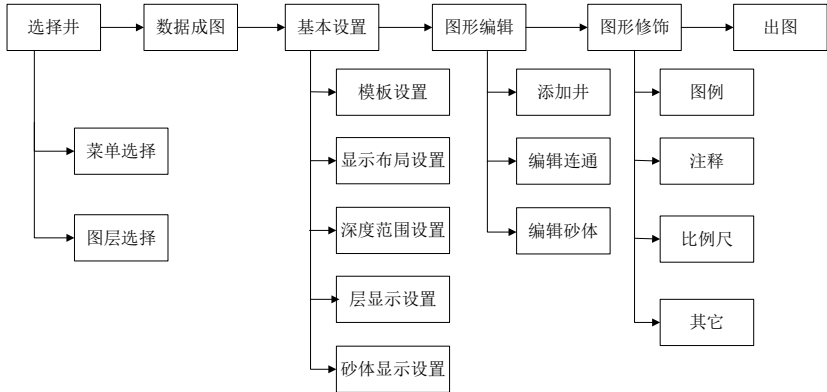 选择井
数据成图
基本设置
图形编辑
图形修饰
出图
菜单选择
图层选择
模板设置
显示布局设置
深度范围设置
层显示设置
砂体显示设置
添加井
编辑连通
编辑砂体
图例
注释
比例尺
其它